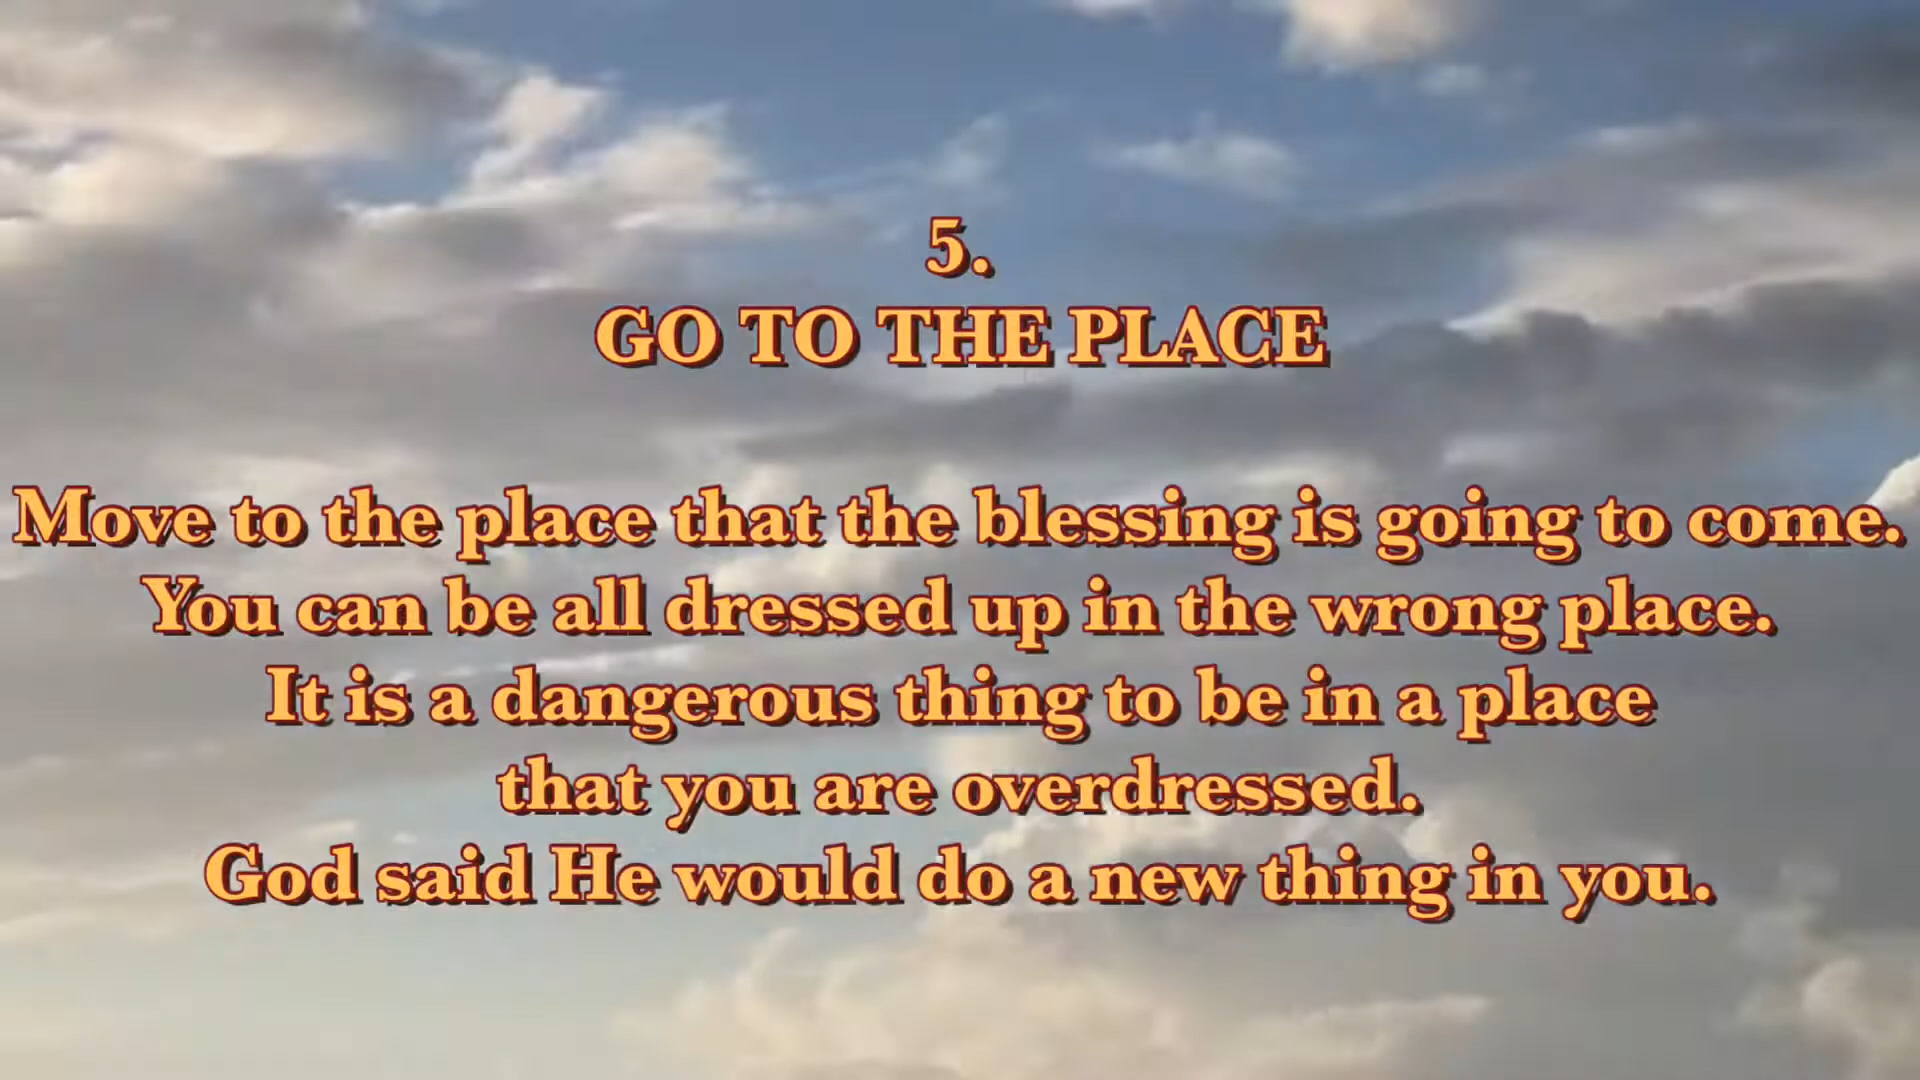 5.
GO TO THE PLACE
Move to the place that the blessing is going to come.
You can be all dressed up in the wrong place.
It is a dangerous thing to be in a place
that you are overdressed.
God said He would do a new thing in you.